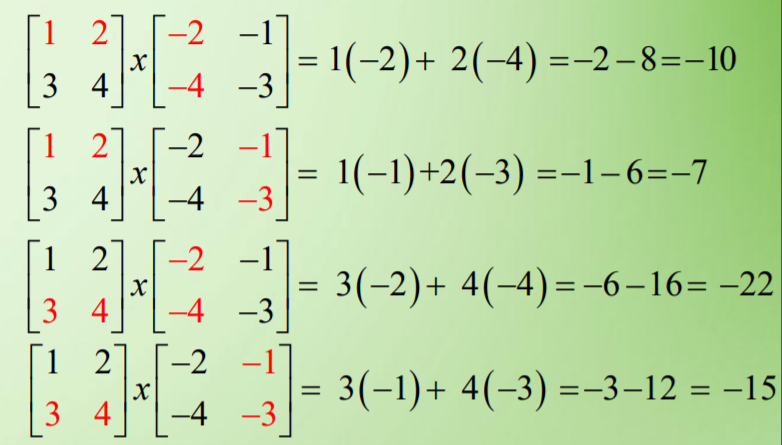 [1 2; 3 4] x [–2 –1; –4 –3] = 1(–2)+ 2(–4) =–2–8=–10
[1 2; 3 4] x [–2 –1; –4 –3] = 1(–1)+2(–3) =–1–6=–7
[1 2; 3 4] x [–2 –1; –4 –3] = 3(–2)+ 4(–4)=–6–16= –22
[1 2; 3 4] x [–2 –1; –4 –3] = 3(–1)+ 4(–3) =–3–12 = –15